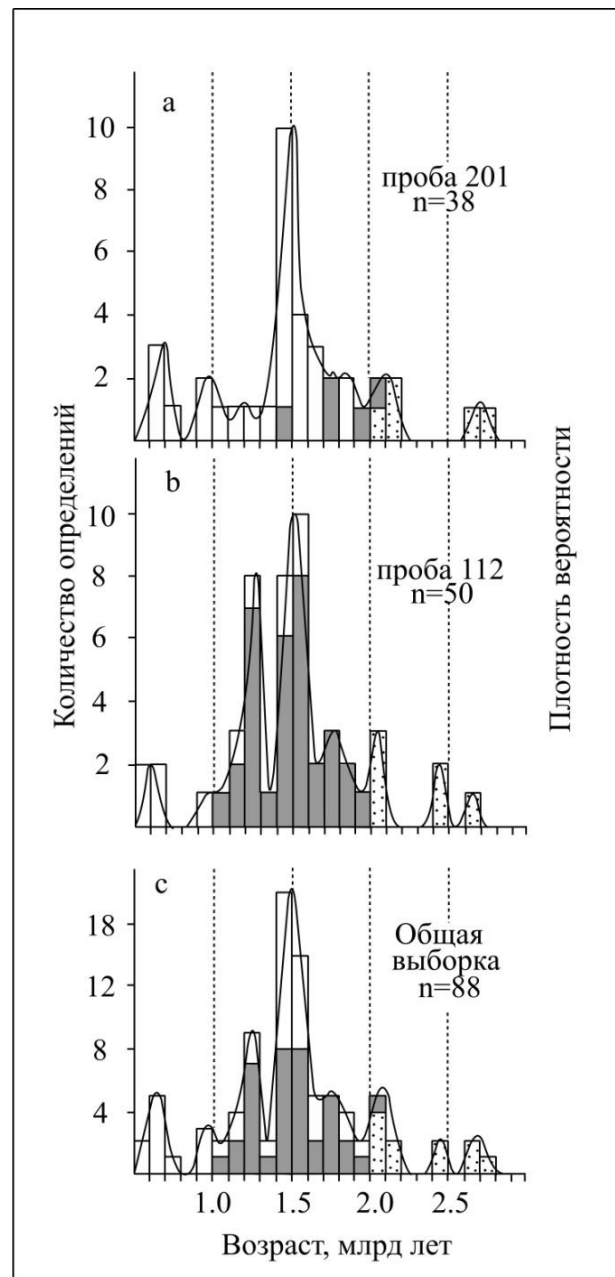 a
проба 201
n=38
10
8
6
4
2
b
проба 112
n=50
10
8
6
4
2
Количество определений
Плотность вероятности
c
Общая
выборка
n=88
18
12
8
4
1.0 1.5 2.0 2.5
Возраст, млрд лет